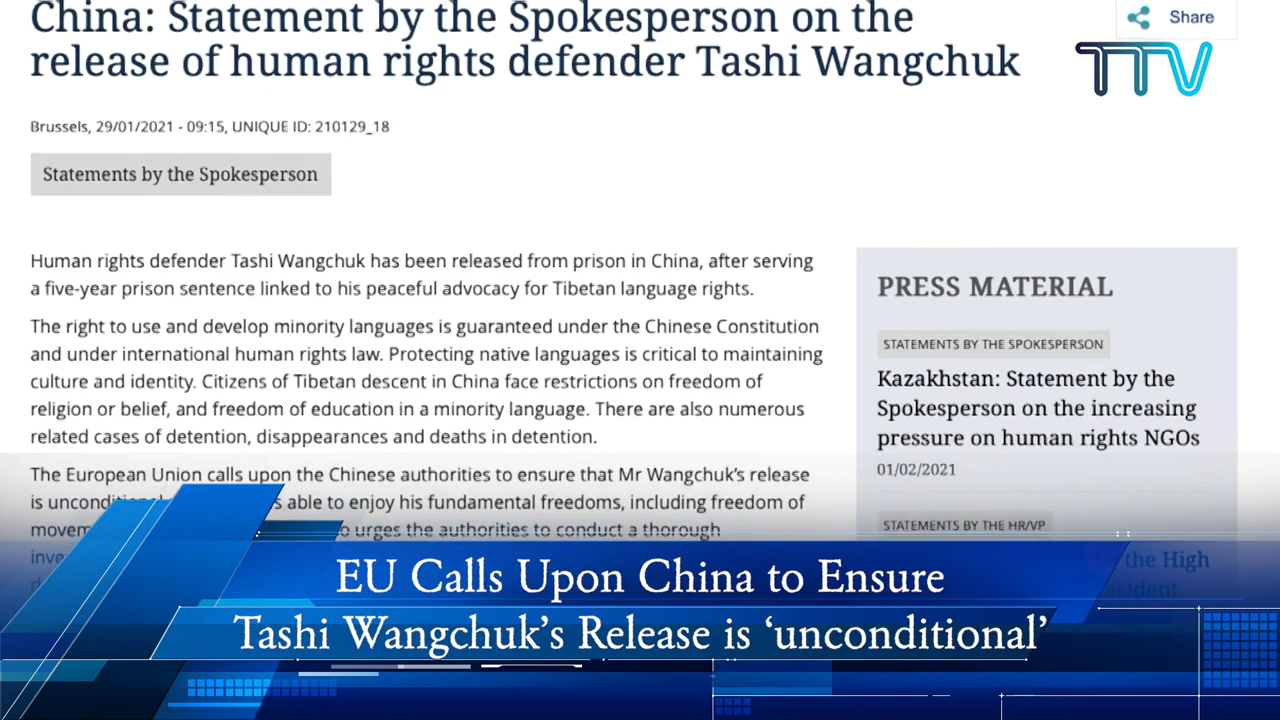 China: Statement by the Spokesperson on the
release of human rights defender Tashi Wangchuk
Share
TTV
Brussels, 29/01/2021 - 09:15, UNIQUE ID: 210129_18
Statements by the Spokesperson
Human rights defender Tashi Wangchuk has been released from prison in China, after serving
a five-year prison sentence linked to his peaceful advocacy for Tibetan language rights.
The right to use and develop minority languages is guaranteed under the Chinese Constitution
and under international human rights law. Protecting native languages is critical to maintaining
culture and identity. Citizens of Tibetan descent in China face restrictions on freedom of
religion or belief, and freedom of education in a minority language. There are also numerous
related cases of detention, disappearances and deaths in detention.
The European Union calls upon the Chinese authorities to ensure that Mr Wangchuk's release
is able to enjoy his fundamental freedoms, including freedom of
urges the authorities to conduct a thorough
PRESS MATERIAL
STATEMENTS BY THE SPOKESPERSON
Kazakhstan: Statement by the
Spokesperson on the increasing
pressure on human rights NGOs
01/02/2021
STATEMENTS BY THE HR/VP
the High
EU Calls Upon China to Ensure
Tashi Wangchuk's Release is ‘unconditional’